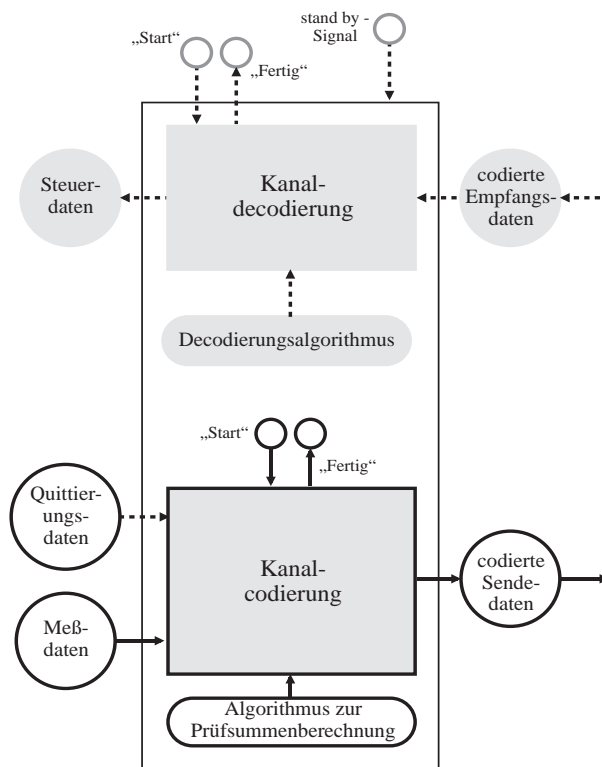 „Start“
stand by -
Signal
„Fertig“
Steuer-
daten
Kanal-
decodierung
codierte
Empfangs-
daten
Decodierungsalgorithmus
„Start“
„Fertig“
Quittier-
ungs-
daten
Kanal-
codierung
codierte
Sende-
daten
Meß-
daten
Algorithmus zur
Prüfsummenberechnung